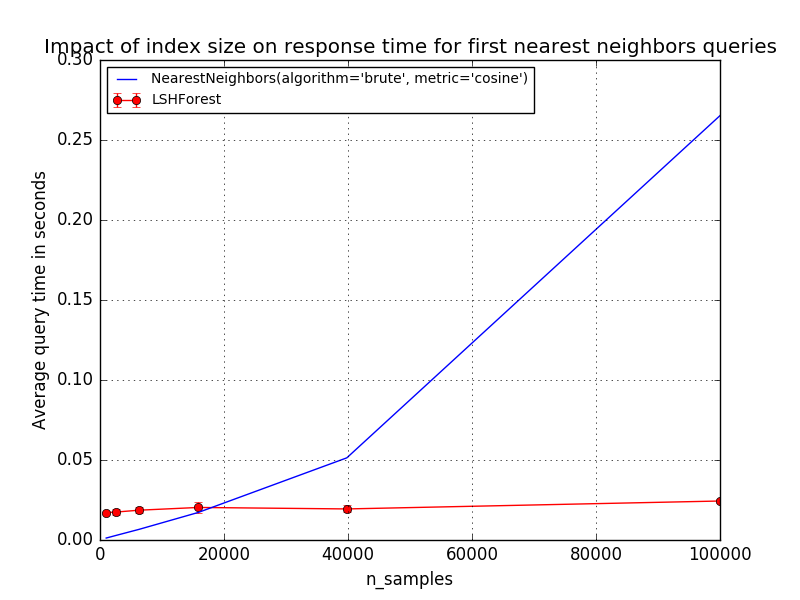 Impact of index size on response time for first nearest neighbors queries
NearestNeighbors(algorithm='brute', metric='cosine')
LSHForest
Average query time in seconds
0.30
0.25
0.20
0.15
0.10
0.05
0.00
0 20000 40000 60000 80000 100000
n_samples